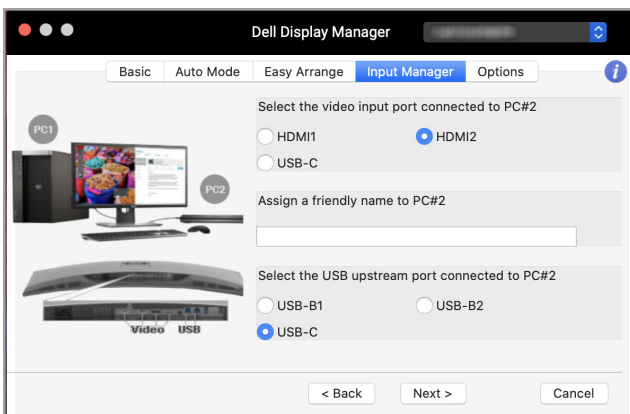 Dell Display Manager
Basic Auto Mode Easy Arrange Input Manager Options i
Select the video input port connected to PC#2
HDMI1 HDMI2
USB-C
PC1
PC2
Assign a friendly name to PC#2
Select the USB upstream port connected to PC#2
USB-B1 USB-B2
USB-C
Video USB
< Back Next > Cancel